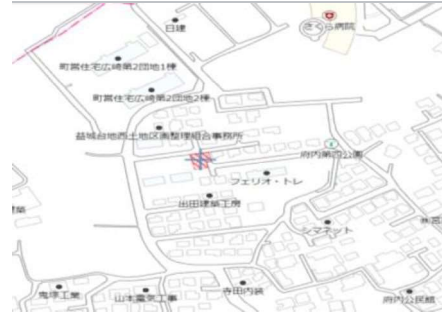 日建
さくら病院
町営住宅広崎第2団地1棟
町営住宅広崎第2団地2棟
益城台地西土地区画整理組合事務所
府内第四公園
フェリオ・トレ
出田建築工房
シマネット
鬼塚工業
山本電気工事
寺田内装
府内公民館